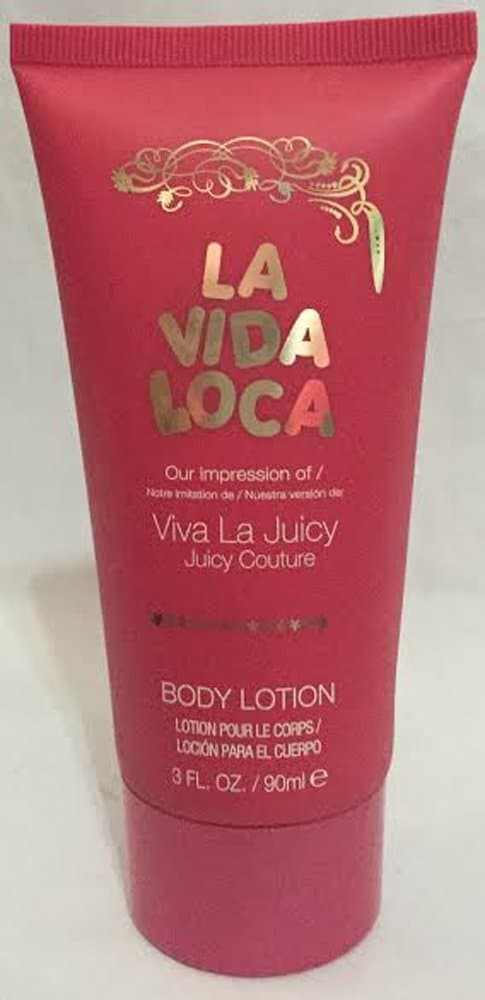 LA
VIDA
LOCA
Our Impression of /
Notre imitation de / Nuestra versión de:
Viva La Juicy
Juicy Couture
BODY LOTION
LOTION POUR LE CORPS /
LOCIÓN PARA EL CUERPO
3 FL. OZ. / 90ml ℮